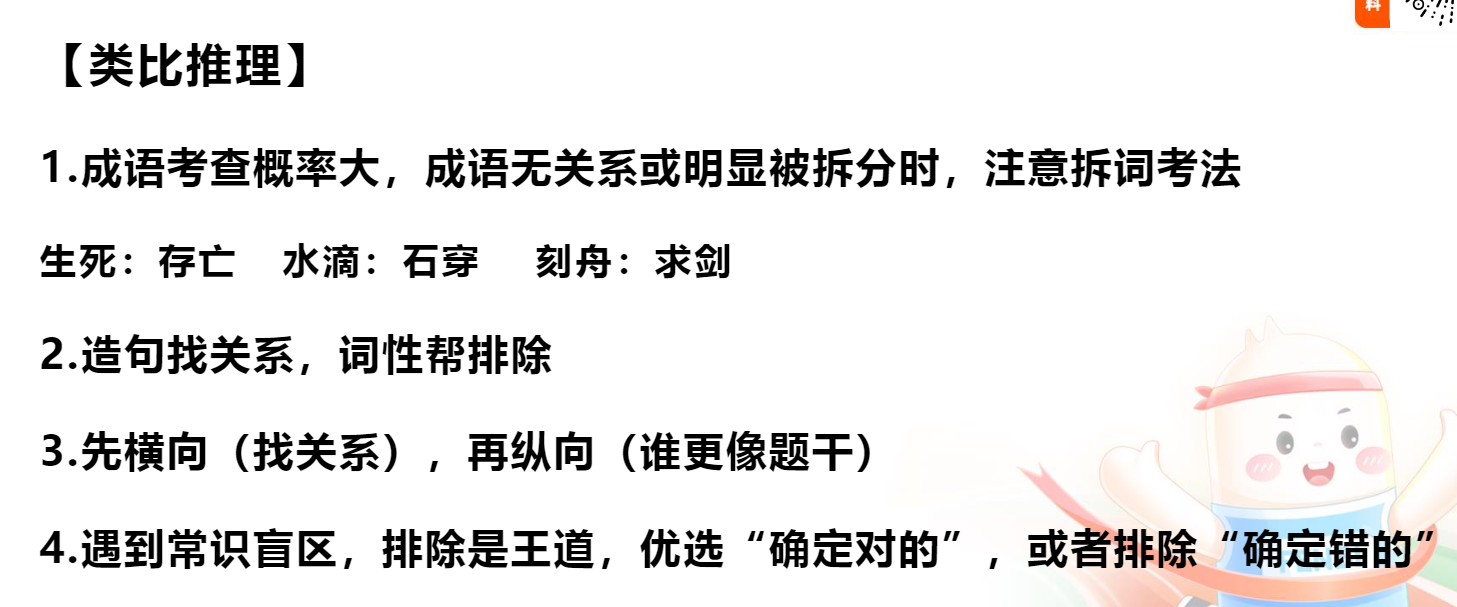 料
【类比推理】
1.成语考查概率大，成语无关系或明显被拆分时，注意拆词考法
生死：存亡 水滴：石穿 刻舟：求剑
2.造句找关系，词性帮排除
3.先横向（找关系），再纵向（谁更像题干）
4.遇到常识盲区，排除是王道，优选“确定对的”，或者排除“确定错的”